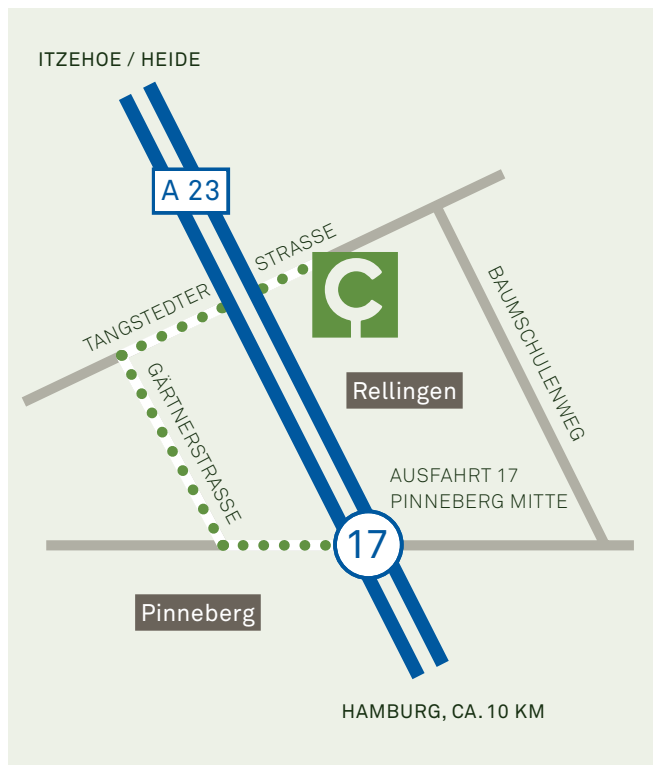 ITZEHOE / HEIDE
A 23
TANGSTEDTER STRASSE
GÄRTNERSTRASSE
BAUMSCHULENWEG
Rellingen
AUSFAHRT 17
PINNEBERG MITTE
17
Pinneberg
HAMBURG, CA. 10 KM